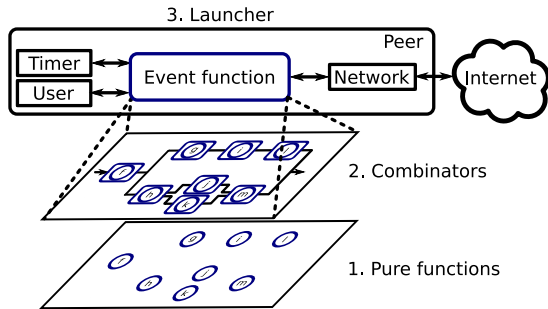 3. Launcher
Peer
Timer
User
Event function
Network
Internet
g i l
f
h j k m
2. Combinators
g i l
f
h j k m
1. Pure functions